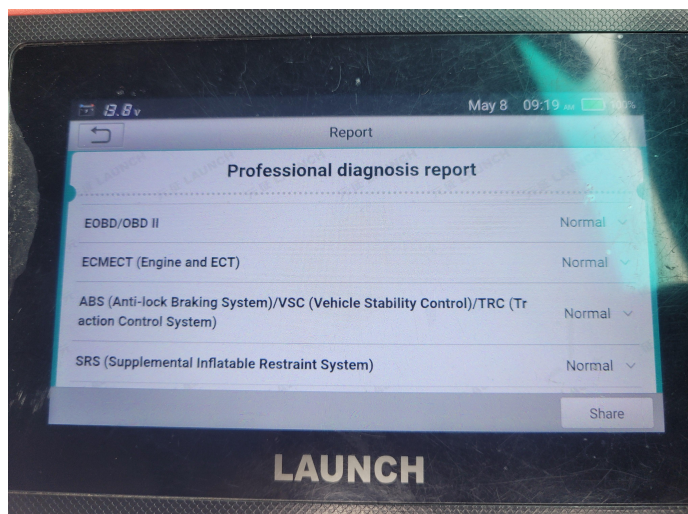 13.8v
May 8 09:19 AM 100%
Report
Professional diagnosis report
EOBD/OBD II Normal
ECMECT (Engine and ECT) Normal
ABS (Anti-lock Braking System)/VSC (Vehicle Stability Control)/TRC (Tr
action Control System) Normal
SRS (Supplemental Inflatable Restraint System) Normal
Share
LAUNCH